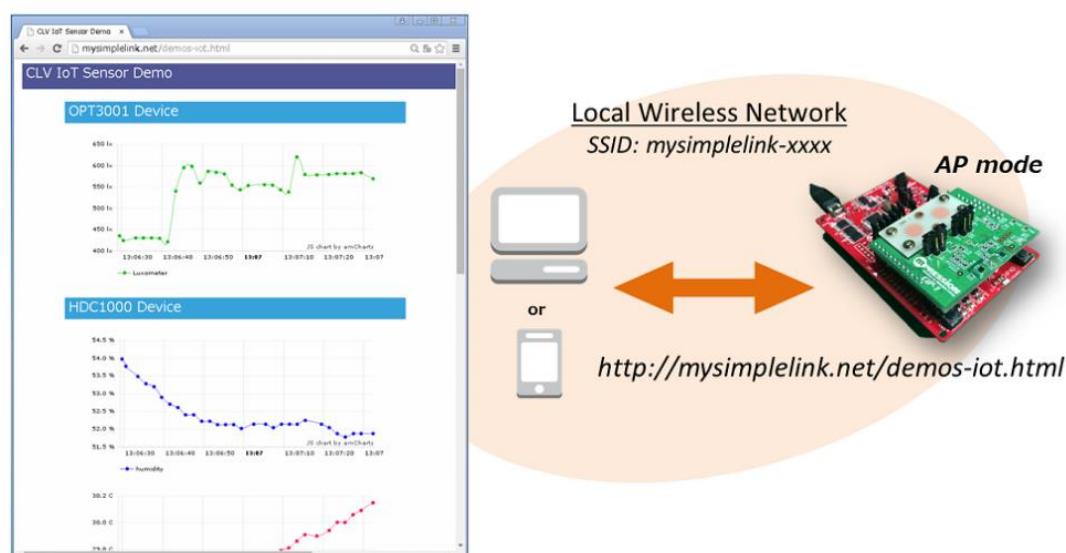 CLV IoT Sensor Demo
mysimplelink.net/demos-iot.html
CLV IoT Sensor Demo
OPT3001 Device
650 lx
600 lx
550 lx
500 lx
450 lx
400 lx
JS chart by amCharts
13:06:30 13:06:40 13:06:50 13:07 13:07:10 13:07:20 13:07
Luxometer
HDC1000 Device
54.5 %
54.0 %
53.5 %
53.0 %
52.5 %
52.0 %
51.5 %
JS chart by amCharts
13:06:30 13:06:40 13:06:50 13:07 13:07:10 13:07:20 13:07
humidity
30.2 C
30.0 C
29.8 C
Local Wireless Network
SSID: mysimplelink-xxxx
AP mode
or
http://mysimplelink.net/demos-iot.html